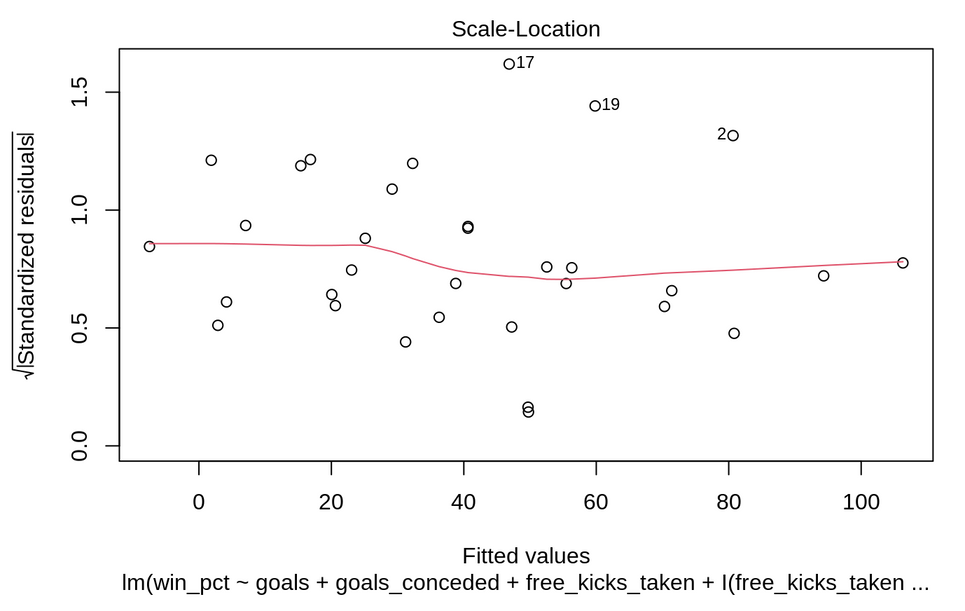 Scale-Location
√|Standardized residuals|
1.5
1.0
0.5
0.0
17
19
2
0 20 40 60 80 100
Fitted values
lm(win_pct ~ goals + goals_conceded + free_kicks_taken + I(free_kicks_taken ...